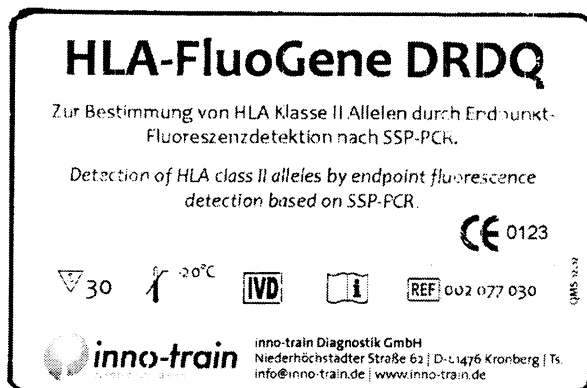 HLA-FluoGene DRDQ
Zur Bestimmung von HLA Klasse II Allelen durch Endpunkt-
Fluoreszenzdetektion nach SSP-PCR.
Detection of HLA class II alleles by endpoint fluorescence
detection based on SSP-PCR.
CE 0123
30
-20°C
IVD
i
REF 002 077 030
QMS 12.12
inno-train
inno-train Diagnostik GmbH
Niederhöchstadter Straße 62 | D-61476 Kronberg | Ts.
info@inno-train.de | www.inno-train.de